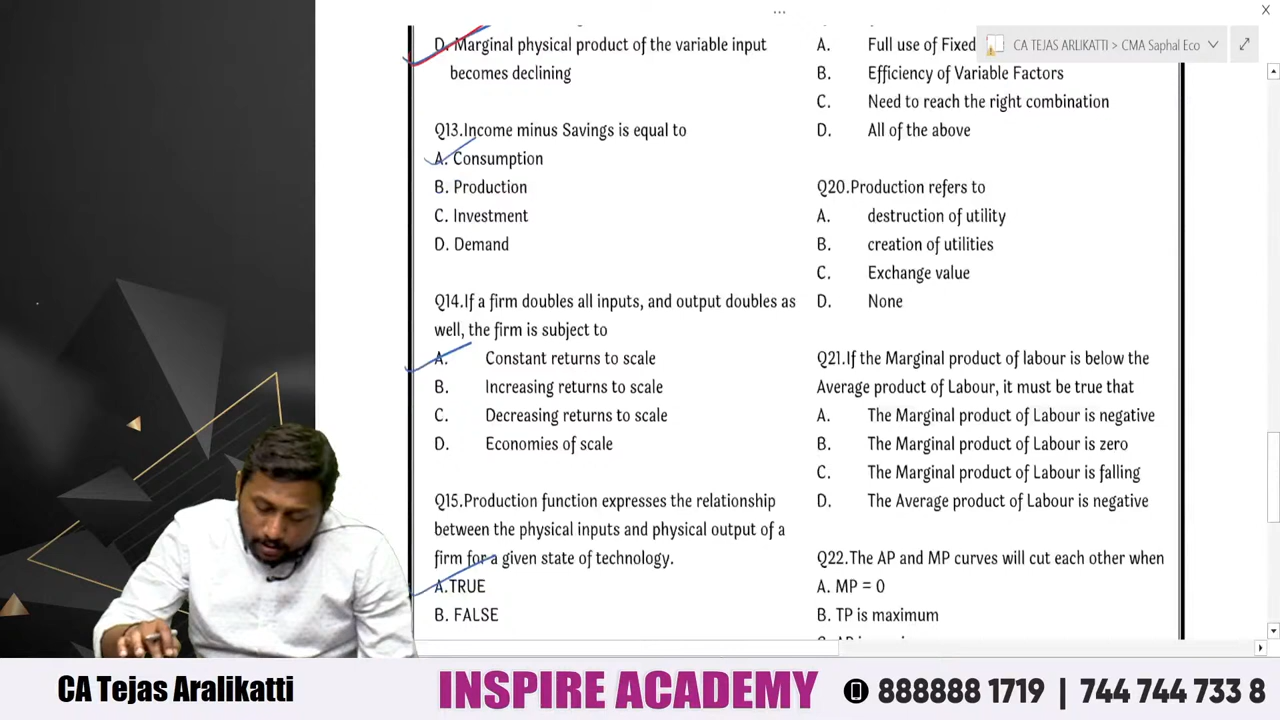 D. Marginal physical product of the variable input
becomes declining
Q13.Income minus Savings is equal to
A. Consumption
B. Production
C. Investment
D. Demand
Q14.If a firm doubles all inputs, and output doubles as
well, the firm is subject to
A. Constant returns to scale
B. Increasing returns to scale
C. Decreasing returns to scale
D. Economies of scale
Q15.Production function expresses the relationship
between the physical inputs and physical output of a
firm for a given state of technology.
A.TRUE
B. FALSE
A. Full use of Fixed
B. Efficiency of Variable Factors
C. Need to reach the right combination
D. All of the above
Q20.Production refers to
A. destruction of utility
B. creation of utilities
C. Exchange value
D. None
Q21.If the Marginal product of labour is below the
Average product of Labour, it must be true that
A. The Marginal product of Labour is negative
B. The Marginal product of Labour is zero
C. The Marginal product of Labour is falling
D. The Average product of Labour is negative
Q22.The AP and MP curves will cut each other when
A. MP = 0
B. TP is maximum
CA TEJAS ARLIKATTI > CMA Saphal Eco
CA Tejas Aralikatti
INSPIRE ACADEMY
888888 1719 | 744 744 733 8